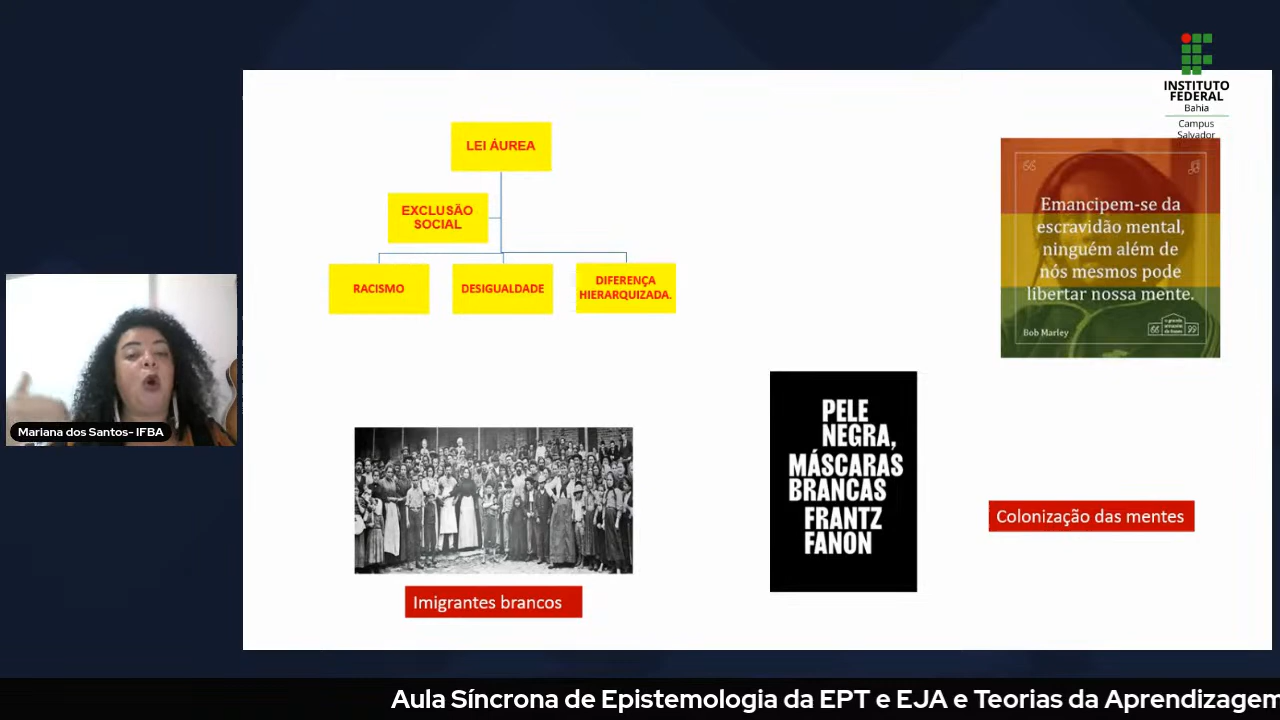 INSTITUTO
FEDERAL
Bahia
Campus
Salvador
LEI ÁUREA
EXCLUSÃO
SOCIAL
RACISMO
DESIGUALDADE
DIFERENÇA
HIERARQUIZADA.
Emancipem-se da
escravidão mental,
ninguém além de
nós mesmos pode
libertar nossa mente.
Bob Marley
PELE
NEGRA,
MÁSCARAS
BRANCAS
FRANTZ
FANON
Colonização das mentes
Imigrantes brancos
Mariana dos Santos- IFBA
Aula Síncrona de Epistemologia da EPT e EJA e Teorias da Aprendizagem